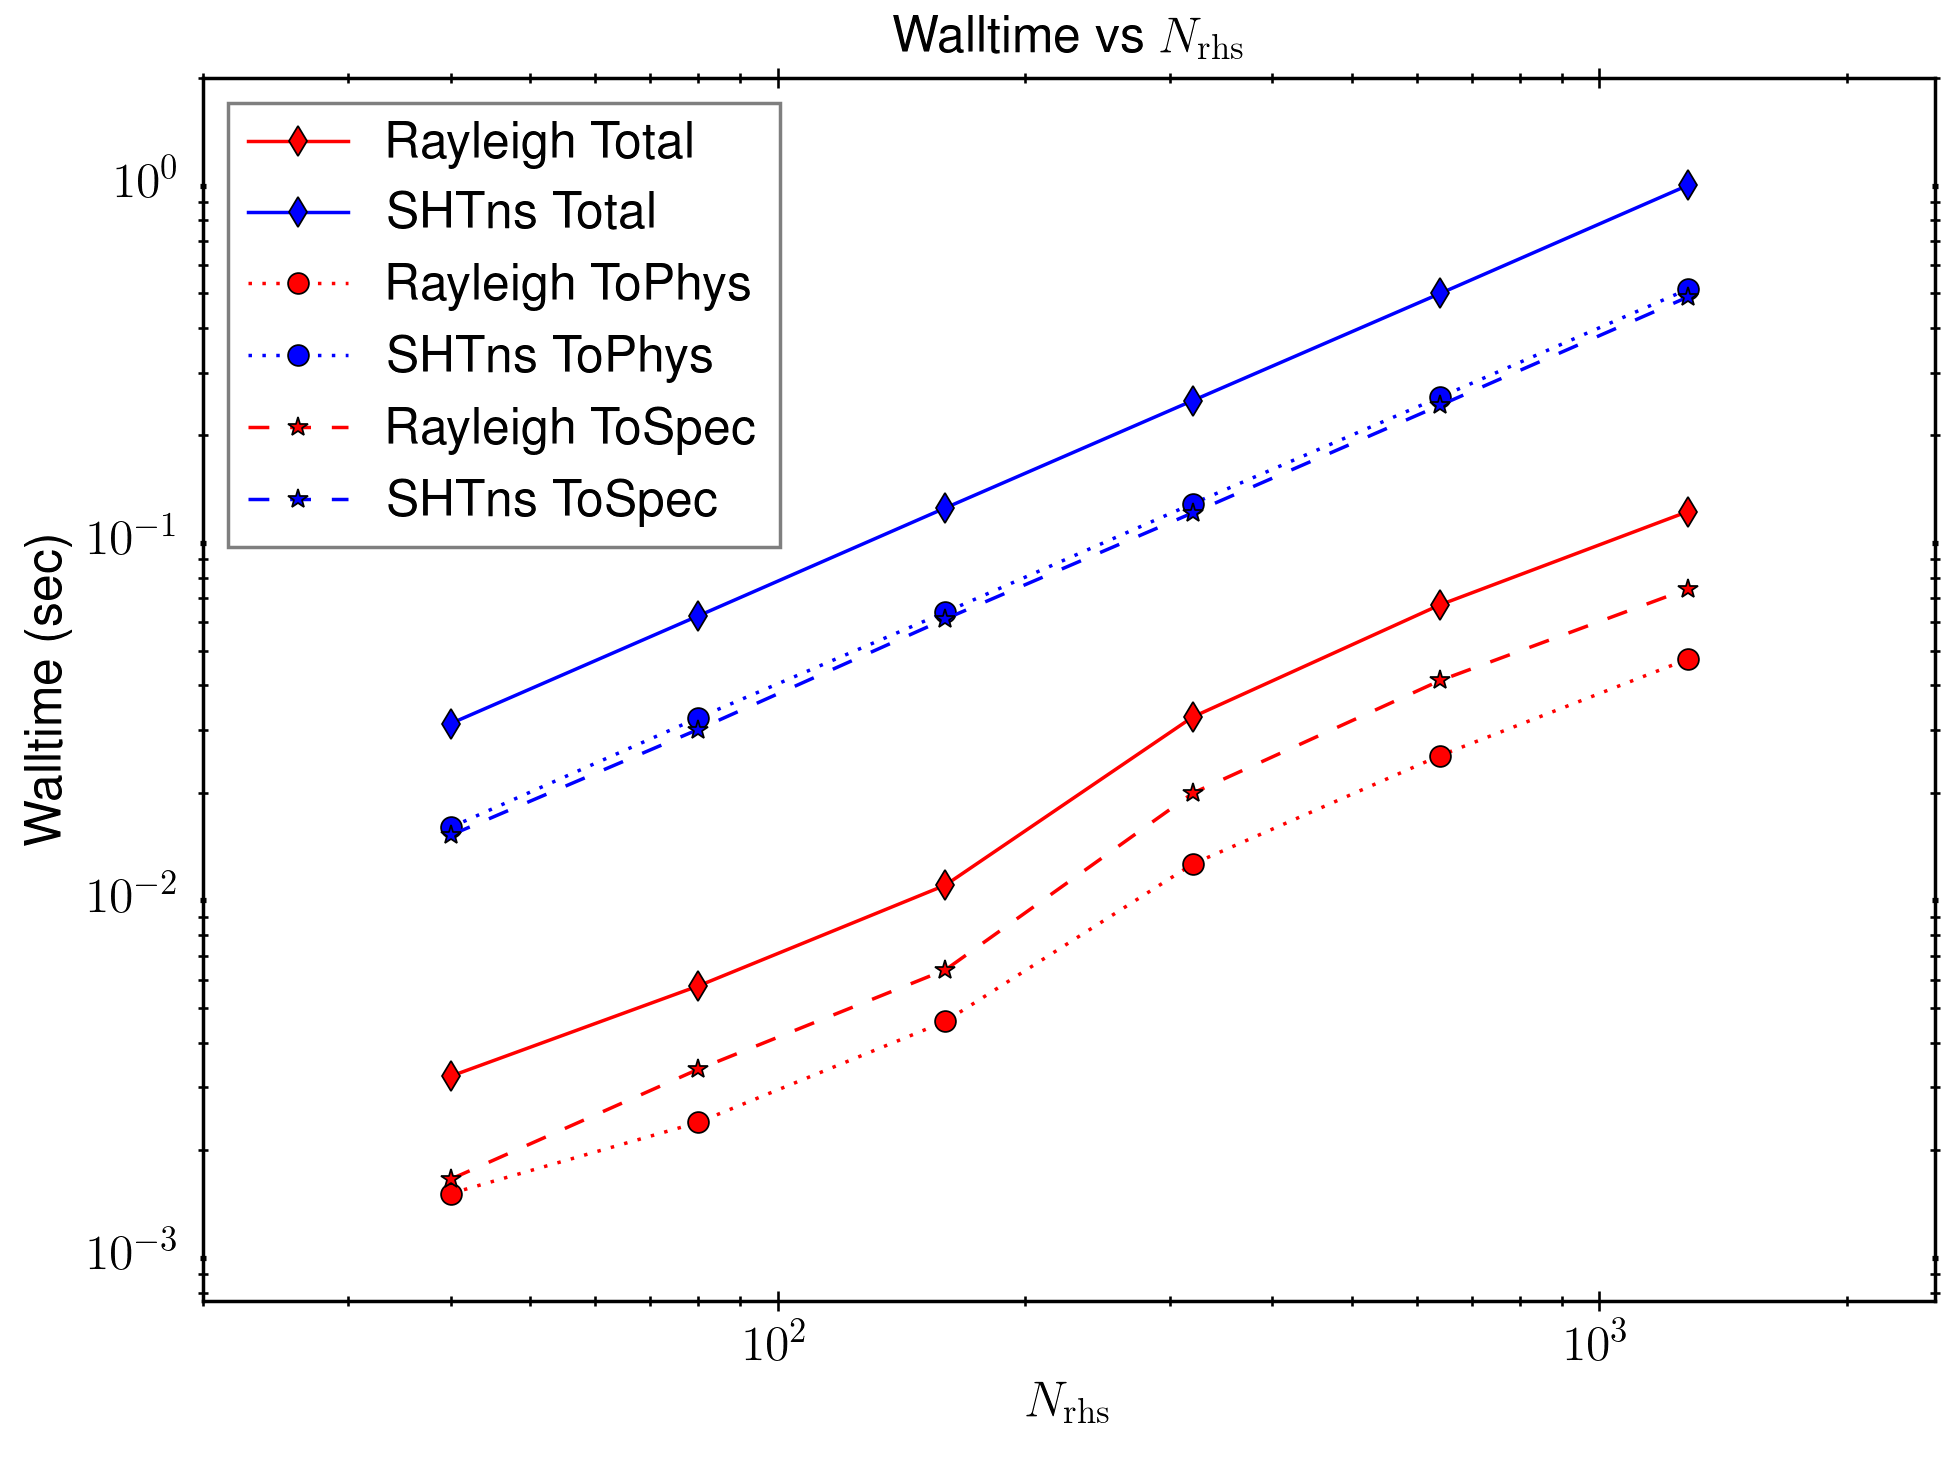 Walltime vs N_rhs
Rayleigh Total
SHTns Total
Rayleigh ToPhys
SHTns ToPhys
Rayleigh ToSpec
SHTns ToSpec
Walltime (sec)
10^0
10^−1
10^−2
10^−3
10^2
10^3
N_rhs